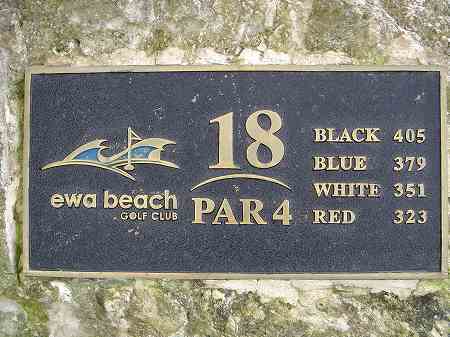 ewa beach
GOLF CLUB
18
PAR 4
BLACK 405
BLUE 379
WHITE 351
RED 323